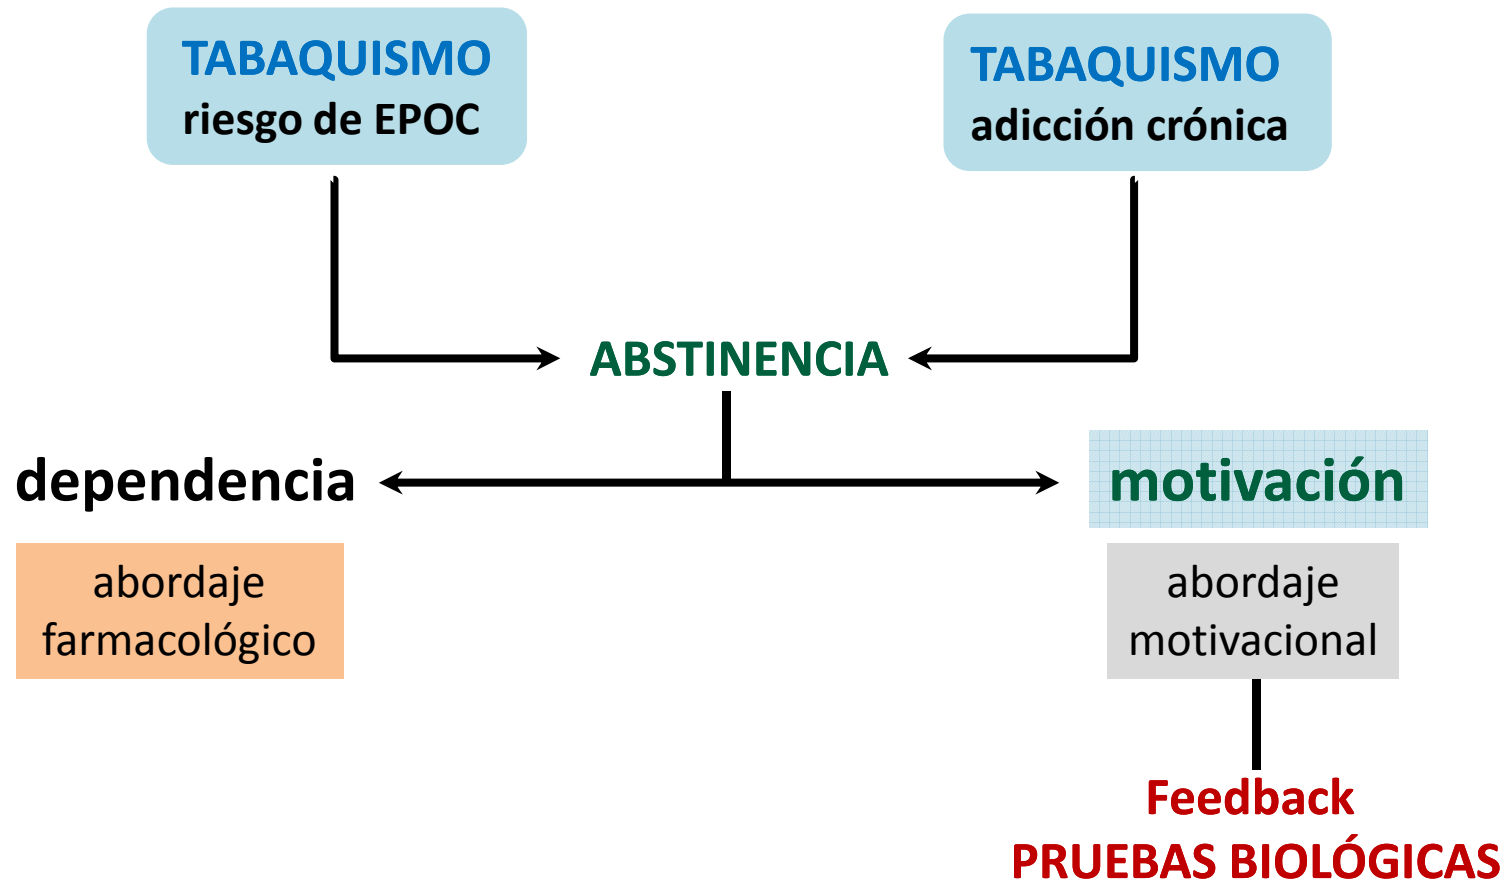 TABAQUISMO
riesgo de EPOC
TABAQUISMO
adicción crónica
ABSTINENCIA
dependencia
motivación
abordaje
farmacológico
abordaje
motivacional
Feedback
PRUEBAS BIOLÓGICAS